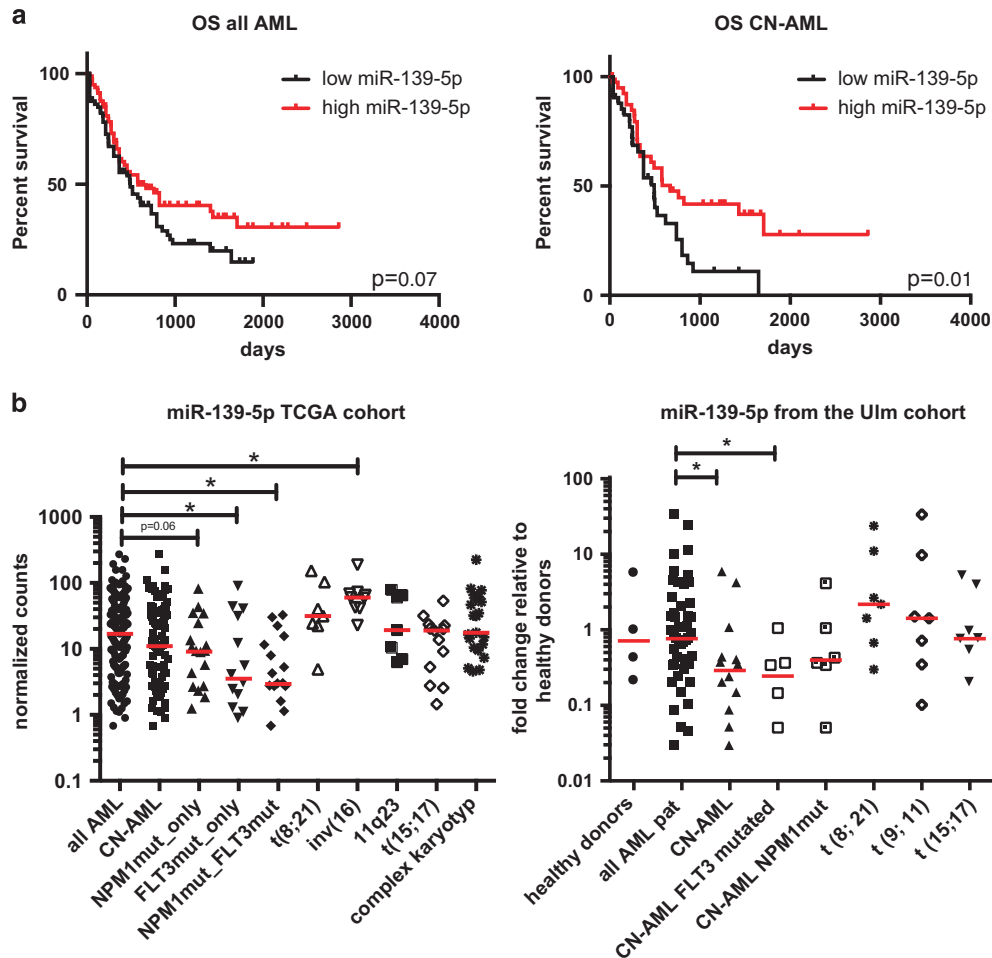 a
OS all AML
Percent survival
100
50
0
low miR-139-5p
high miR-139-5p
p=0.07
0 1000 2000 3000 4000
days
OS CN-AML
Percent survival
100
50
0
low miR-139-5p
high miR-139-5p
p=0.01
0 1000 2000 3000 4000
days
b
miR-139-5p TCGA cohort
normalized counts
1000
100
10
1
0.1
*
*
*
p=0.06
all AML
CN-AML
NPM1mut_only
FLT3mut_only
NPM1mut_FLT3mut
t(8;21)
inv(16)
11q23
t(15;17)
complex karyotyp
miR-139-5p from the Ulm cohort
fold change relative to
healthy donors
100
10
1
0.1
0.01
*
*
healthy donors
all AML pat
CN-AML
CN-AML FLT3 mutated
CN-AML NPM1mut
t (8; 21)
t (9; 11)
t (15;17)